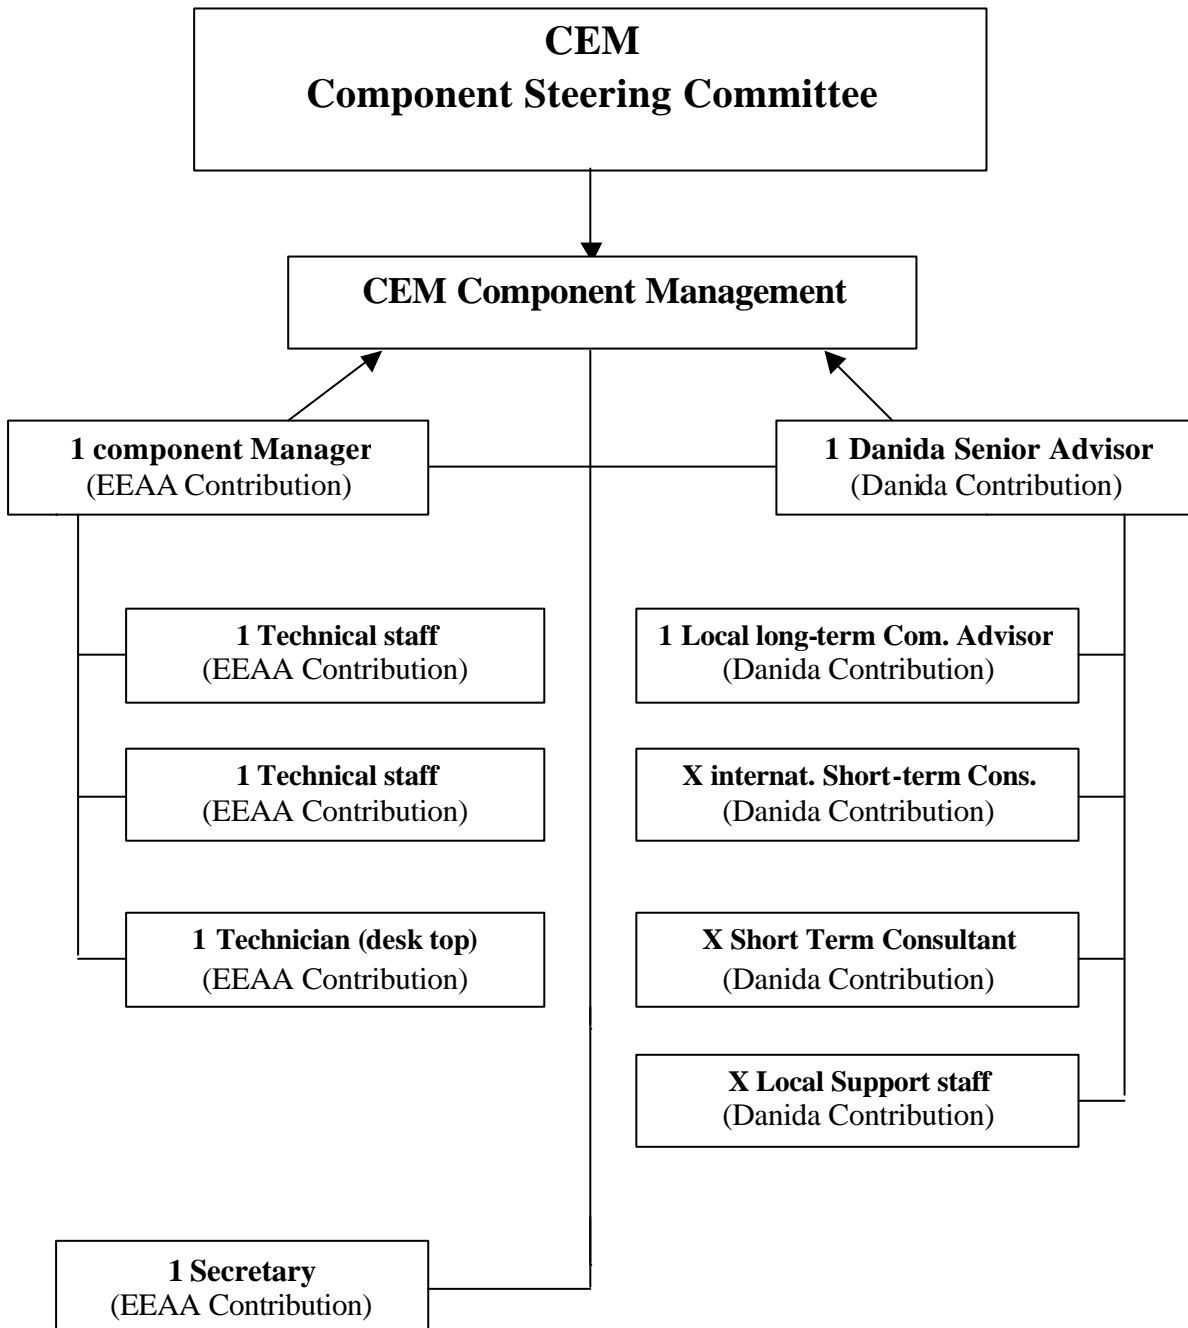 CEM
Component Steering Committee
CEM Component Management
1 component Manager
(EEAA Contribution)
1 Danida Senior Advisor
(Danida Contribution)
1 Technical staff
(EEAA Contribution)
1 Local long-term Com. Advisor
(Danida Contribution)
1 Technical staff
(EEAA Contribution)
X internat. Short-term Cons.
(Danida Contribution)
1 Technician (desk top)
(EEAA Contribution)
X Short Term Consultant
(Danida Contribution)
X Local Support staff
(Danida Contribution)
1 Secretary
(EEAA Contribution)